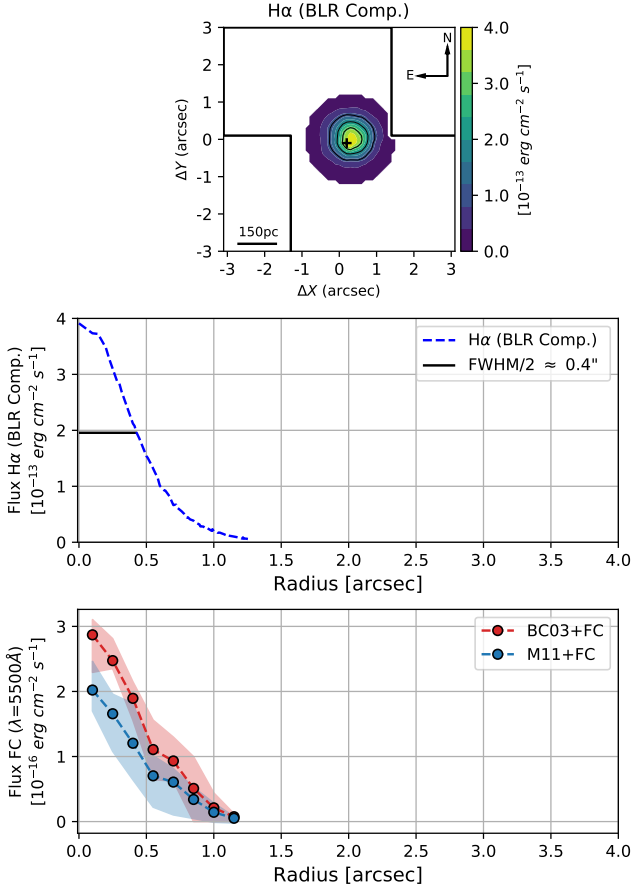 Hα (BLR Comp.)
3
2
1
0
-1
-2
-3
ΔY (arcsec)
N
E
150pc
-3 -2 -1 0 1 2 3
ΔX (arcsec)
4.0
3.0
2.0
1.0
0.0
[10⁻¹³ erg cm⁻² s⁻¹]
4
3
2
1
0
Flux Hα (BLR Comp.)
[10⁻¹³ erg cm⁻² s⁻¹]
Hα (BLR Comp.)
FWHM/2 ≈ 0.4"
0.0 0.5 1.0 1.5 2.0 2.5 3.0 3.5 4.0
Radius [arcsec]
3
2
1
0
Flux FC (λ=5500Å)
[10⁻¹⁶ erg cm⁻² s⁻¹]
BC03+FC
M11+FC
0.0 0.5 1.0 1.5 2.0 2.5 3.0 3.5 4.0
Radius [arcsec]